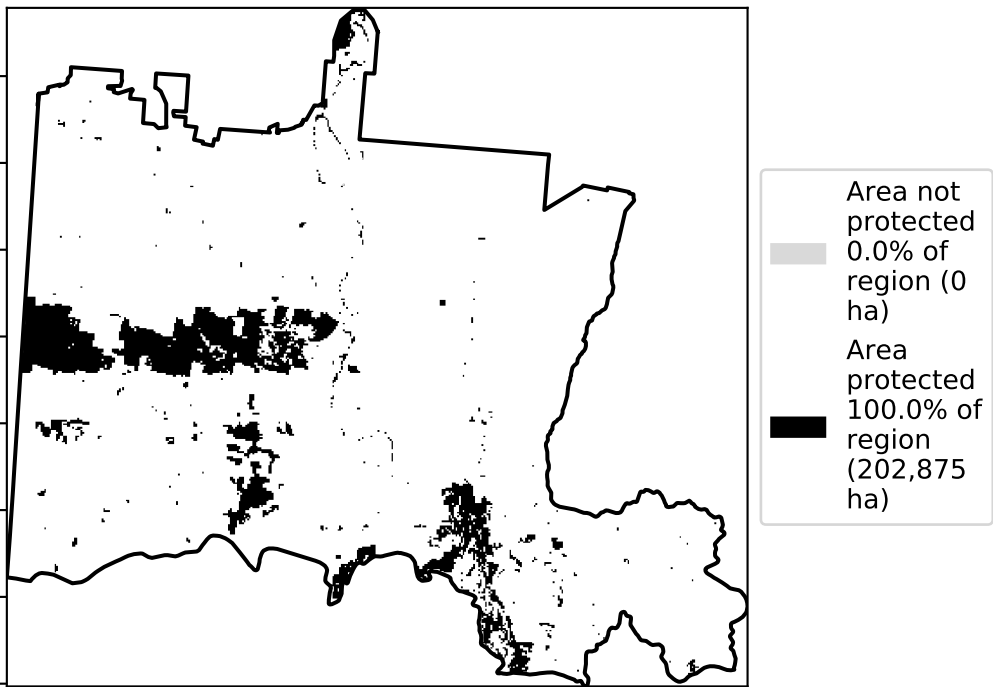 Area not
protected
0.0% of
region (0
ha)
Area
protected
100.0% of
region
(202,875
ha)